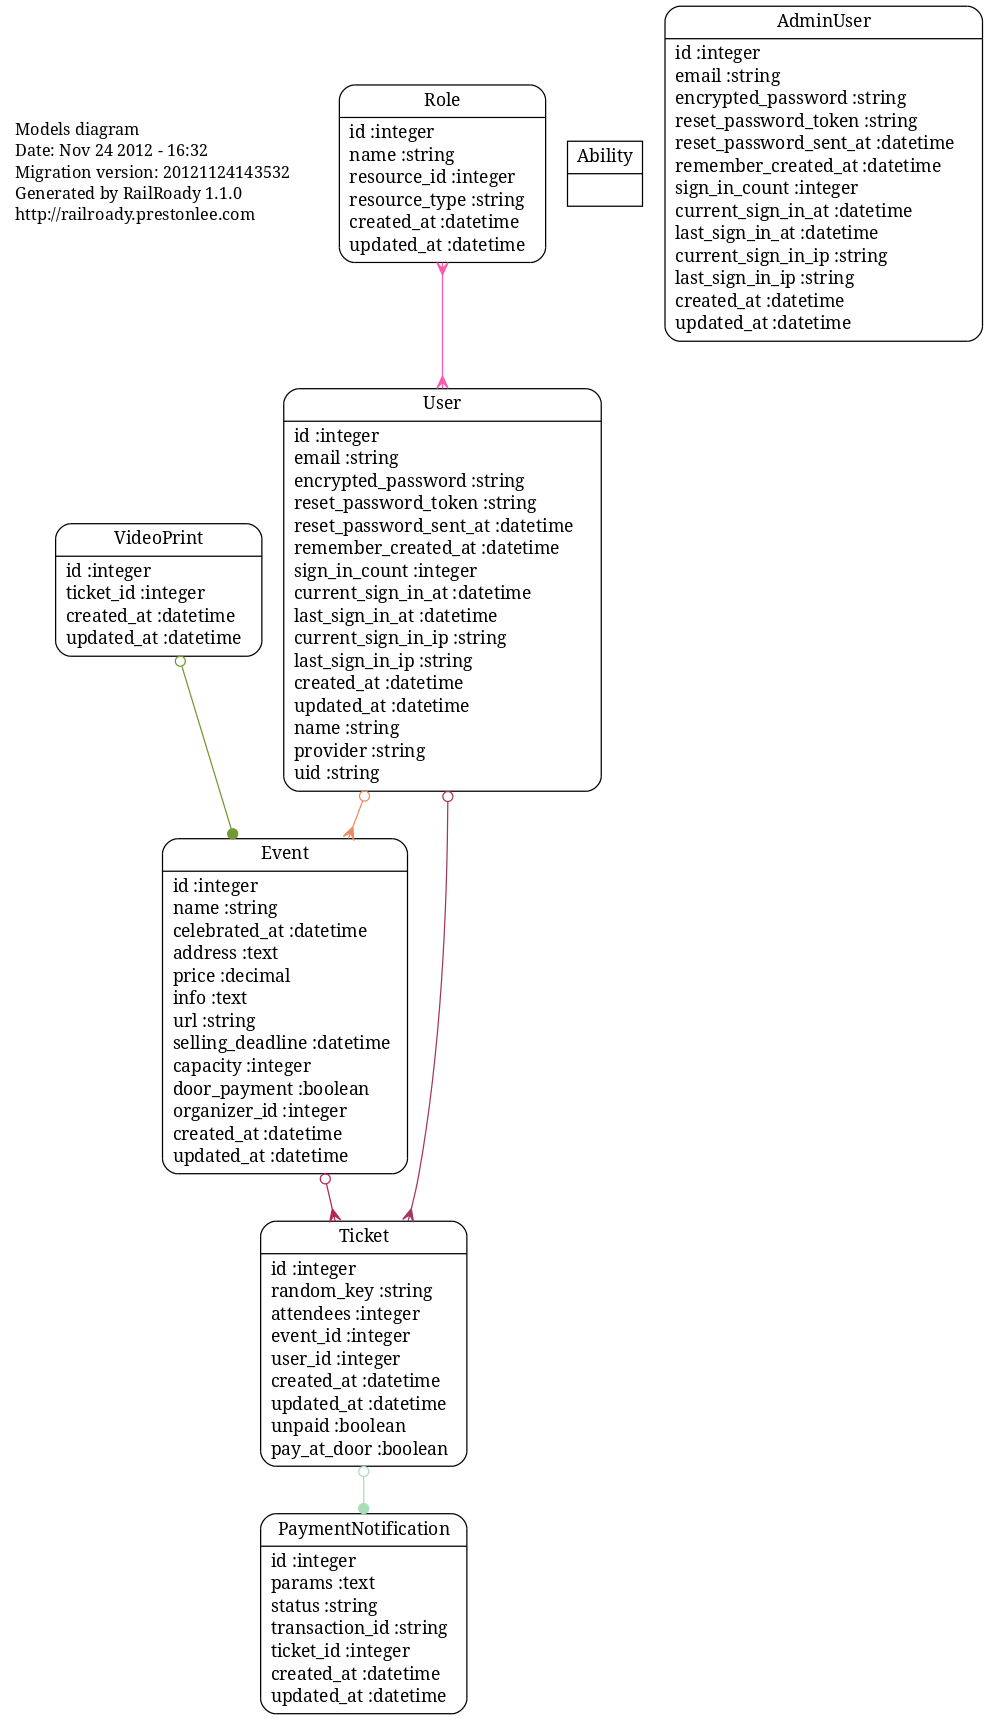 Models diagram
Date: Nov 24 2012 - 16:32
Migration version: 20121124143532
Generated by RailRoady 1.1.0
http://railroady.prestonlee.com
Role
id :integer
name :string
resource_id :integer
resource_type :string
created_at :datetime
updated_at :datetime
Ability
AdminUser
id :integer
email :string
encrypted_password :string
reset_password_token :string
reset_password_sent_at :datetime
remember_created_at :datetime
sign_in_count :integer
current_sign_in_at :datetime
last_sign_in_at :datetime
current_sign_in_ip :string
last_sign_in_ip :string
created_at :datetime
updated_at :datetime
User
id :integer
email :string
encrypted_password :string
reset_password_token :string
reset_password_sent_at :datetime
remember_created_at :datetime
sign_in_count :integer
current_sign_in_at :datetime
last_sign_in_at :datetime
current_sign_in_ip :string
last_sign_in_ip :string
created_at :datetime
updated_at :datetime
name :string
provider :string
uid :string
VideoPrint
id :integer
ticket_id :integer
created_at :datetime
updated_at :datetime
Event
id :integer
name :string
celebrated_at :datetime
address :text
price :decimal
info :text
url :string
selling_deadline :datetime
capacity :integer
door_payment :boolean
organizer_id :integer
created_at :datetime
updated_at :datetime
Ticket
id :integer
random_key :string
attendees :integer
event_id :integer
user_id :integer
created_at :datetime
updated_at :datetime
unpaid :boolean
pay_at_door :boolean
PaymentNotification
id :integer
params :text
status :string
transaction_id :string
ticket_id :integer
created_at :datetime
updated_at :datetime